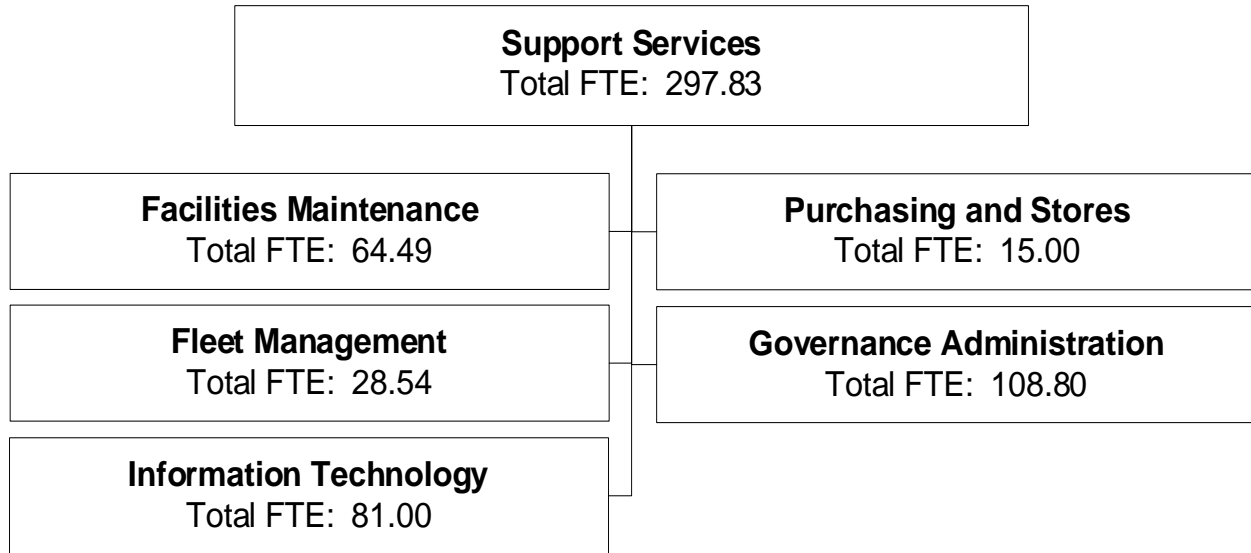 Support Services
Total FTE: 297.83
Facilities Maintenance
Total FTE: 64.49
Purchasing and Stores
Total FTE: 15.00
Fleet Management
Total FTE: 28.54
Governance Administration
Total FTE: 108.80
Information Technology
Total FTE: 81.00